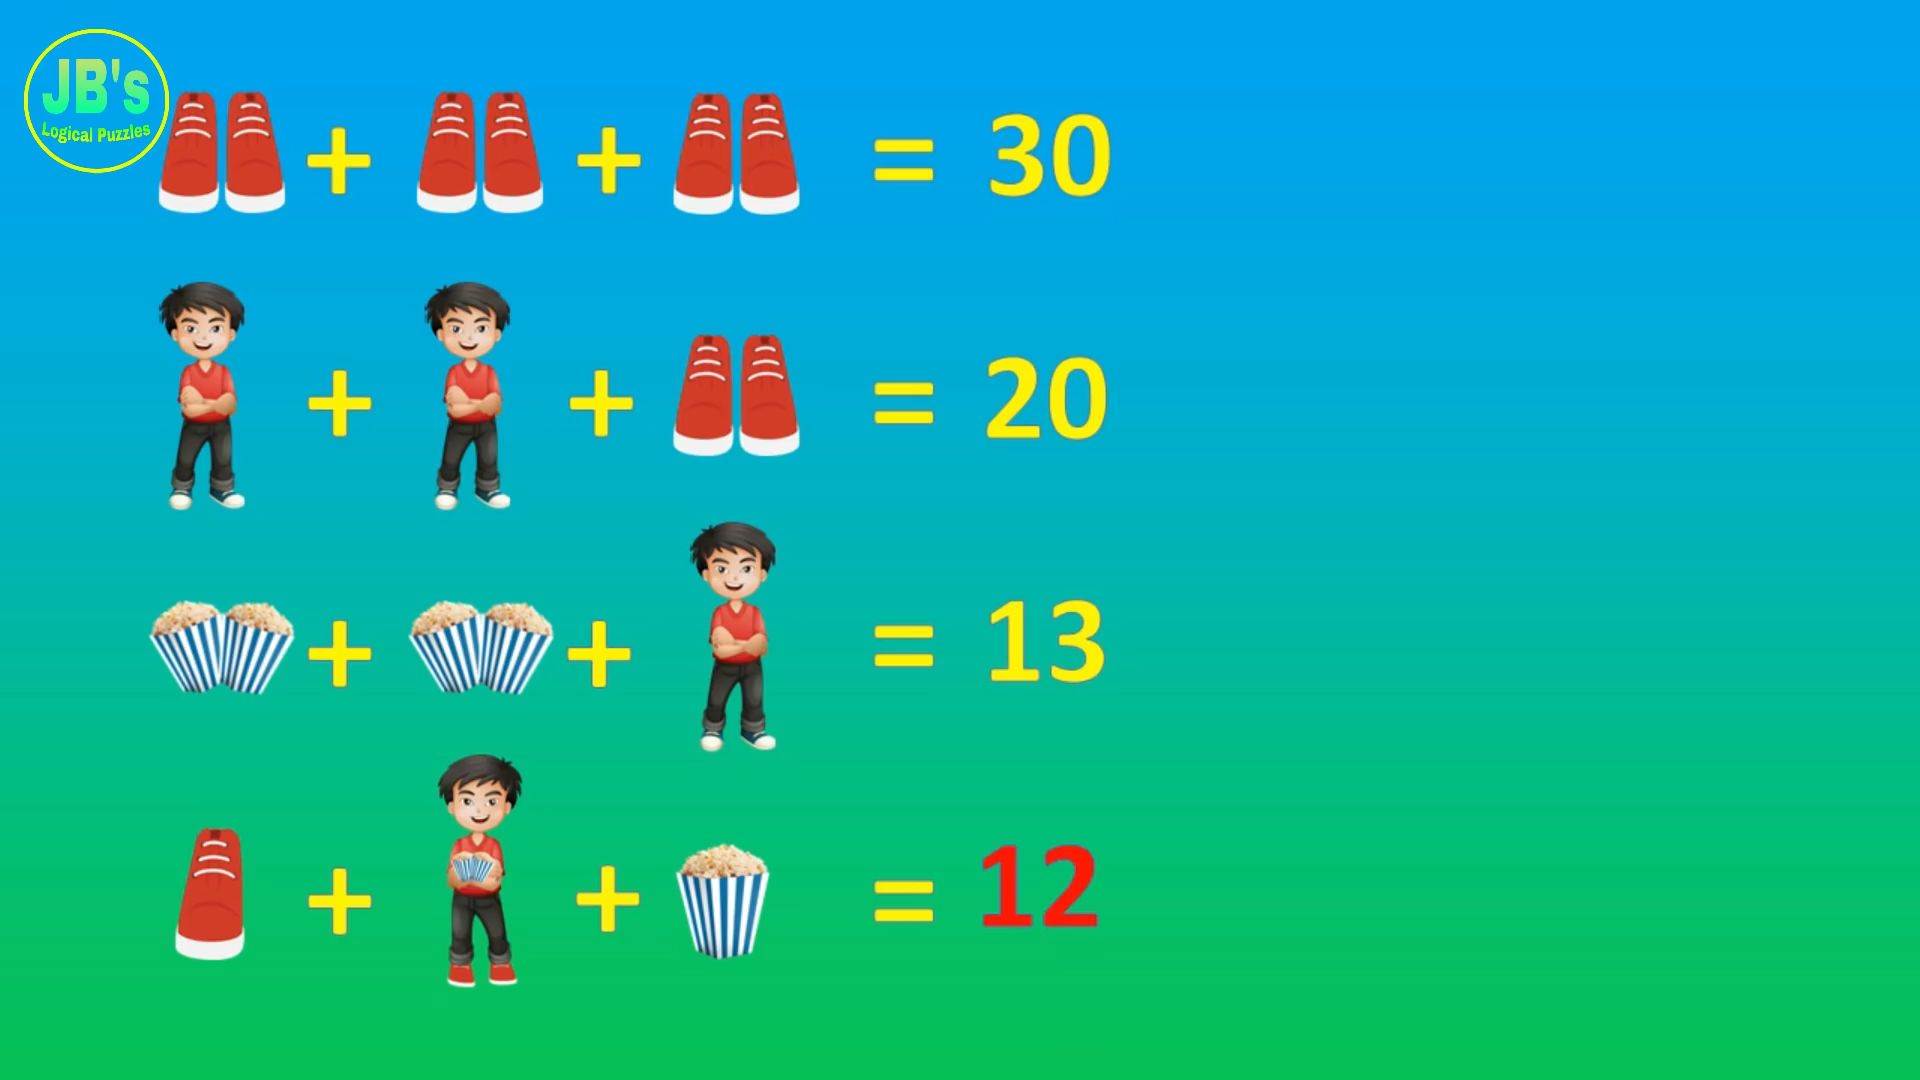 JB's
Logical Puzzles
+ + = 30
+ + = 20
+ + = 13
+ + = 12